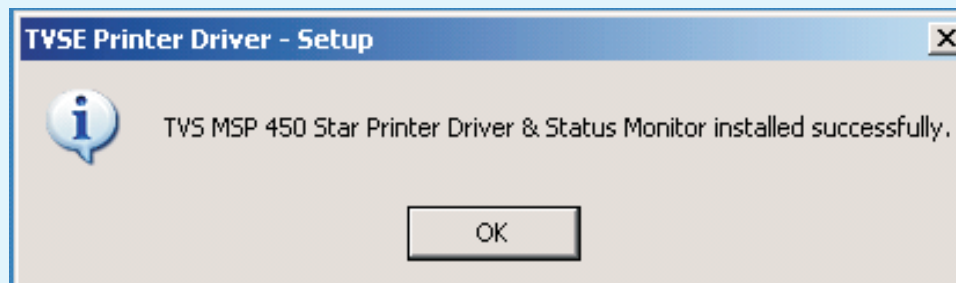 TVSE Printer Driver - Setup
TVS MSP 450 Star Printer Driver & Status Monitor installed successfully.
OK